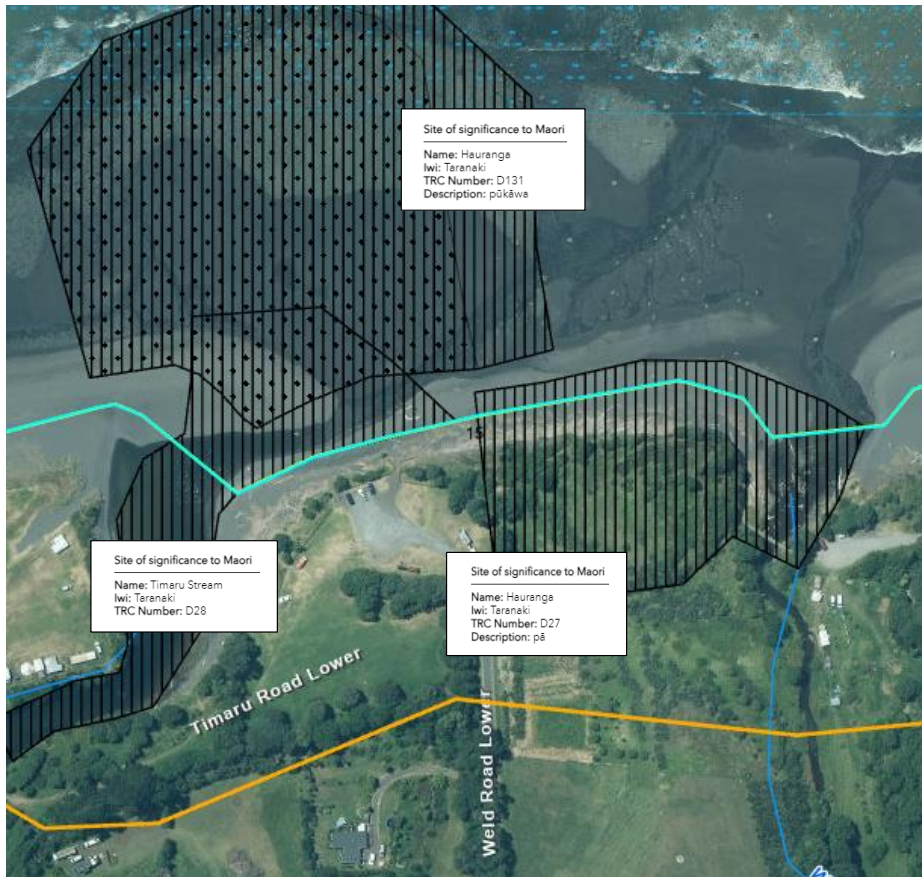 Site of significance to Maori
Name: Hauranga
Iwi: Taranaki
TRC Number: D131
Description: pūkāwa
15
Site of significance to Maori
Name: Timaru Stream
Iwi: Taranaki
TRC Number: D28
Site of significance to Maori
Name: Hauranga
Iwi: Taranaki
TRC Number: D27
Description: pā
Timaru Road Lower
Weld Road Lower